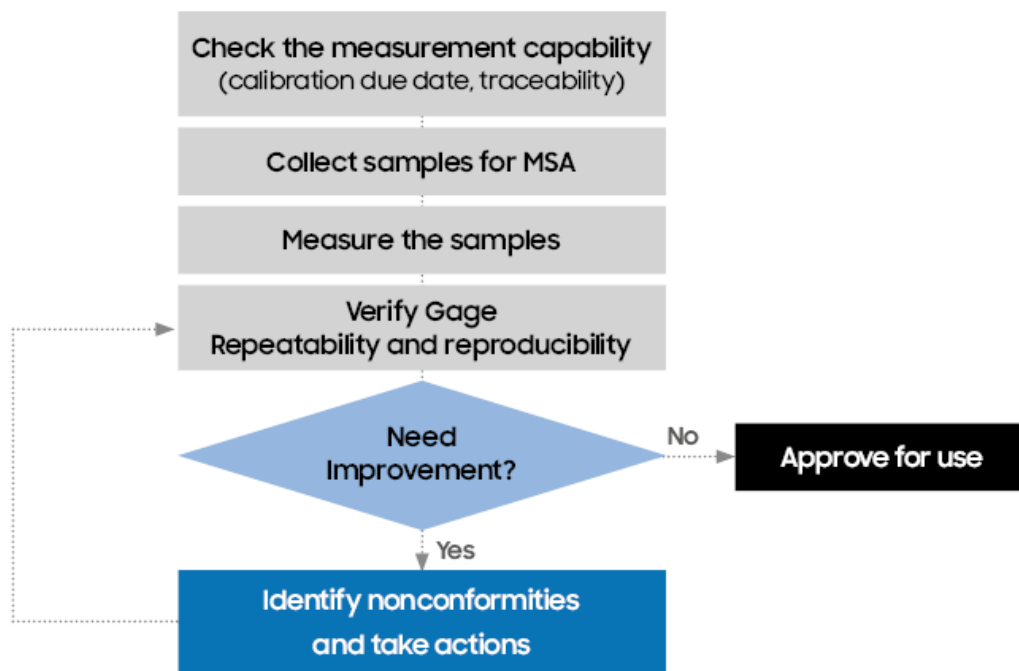 Check the measurement capability
(calibration due date, traceability)
Collect samples for MSA
Measure the samples
Verify Gage
Repeatability and reproducibility
Need
Improvement?
No
Approve for use
Yes
Identify nonconformities
and take actions